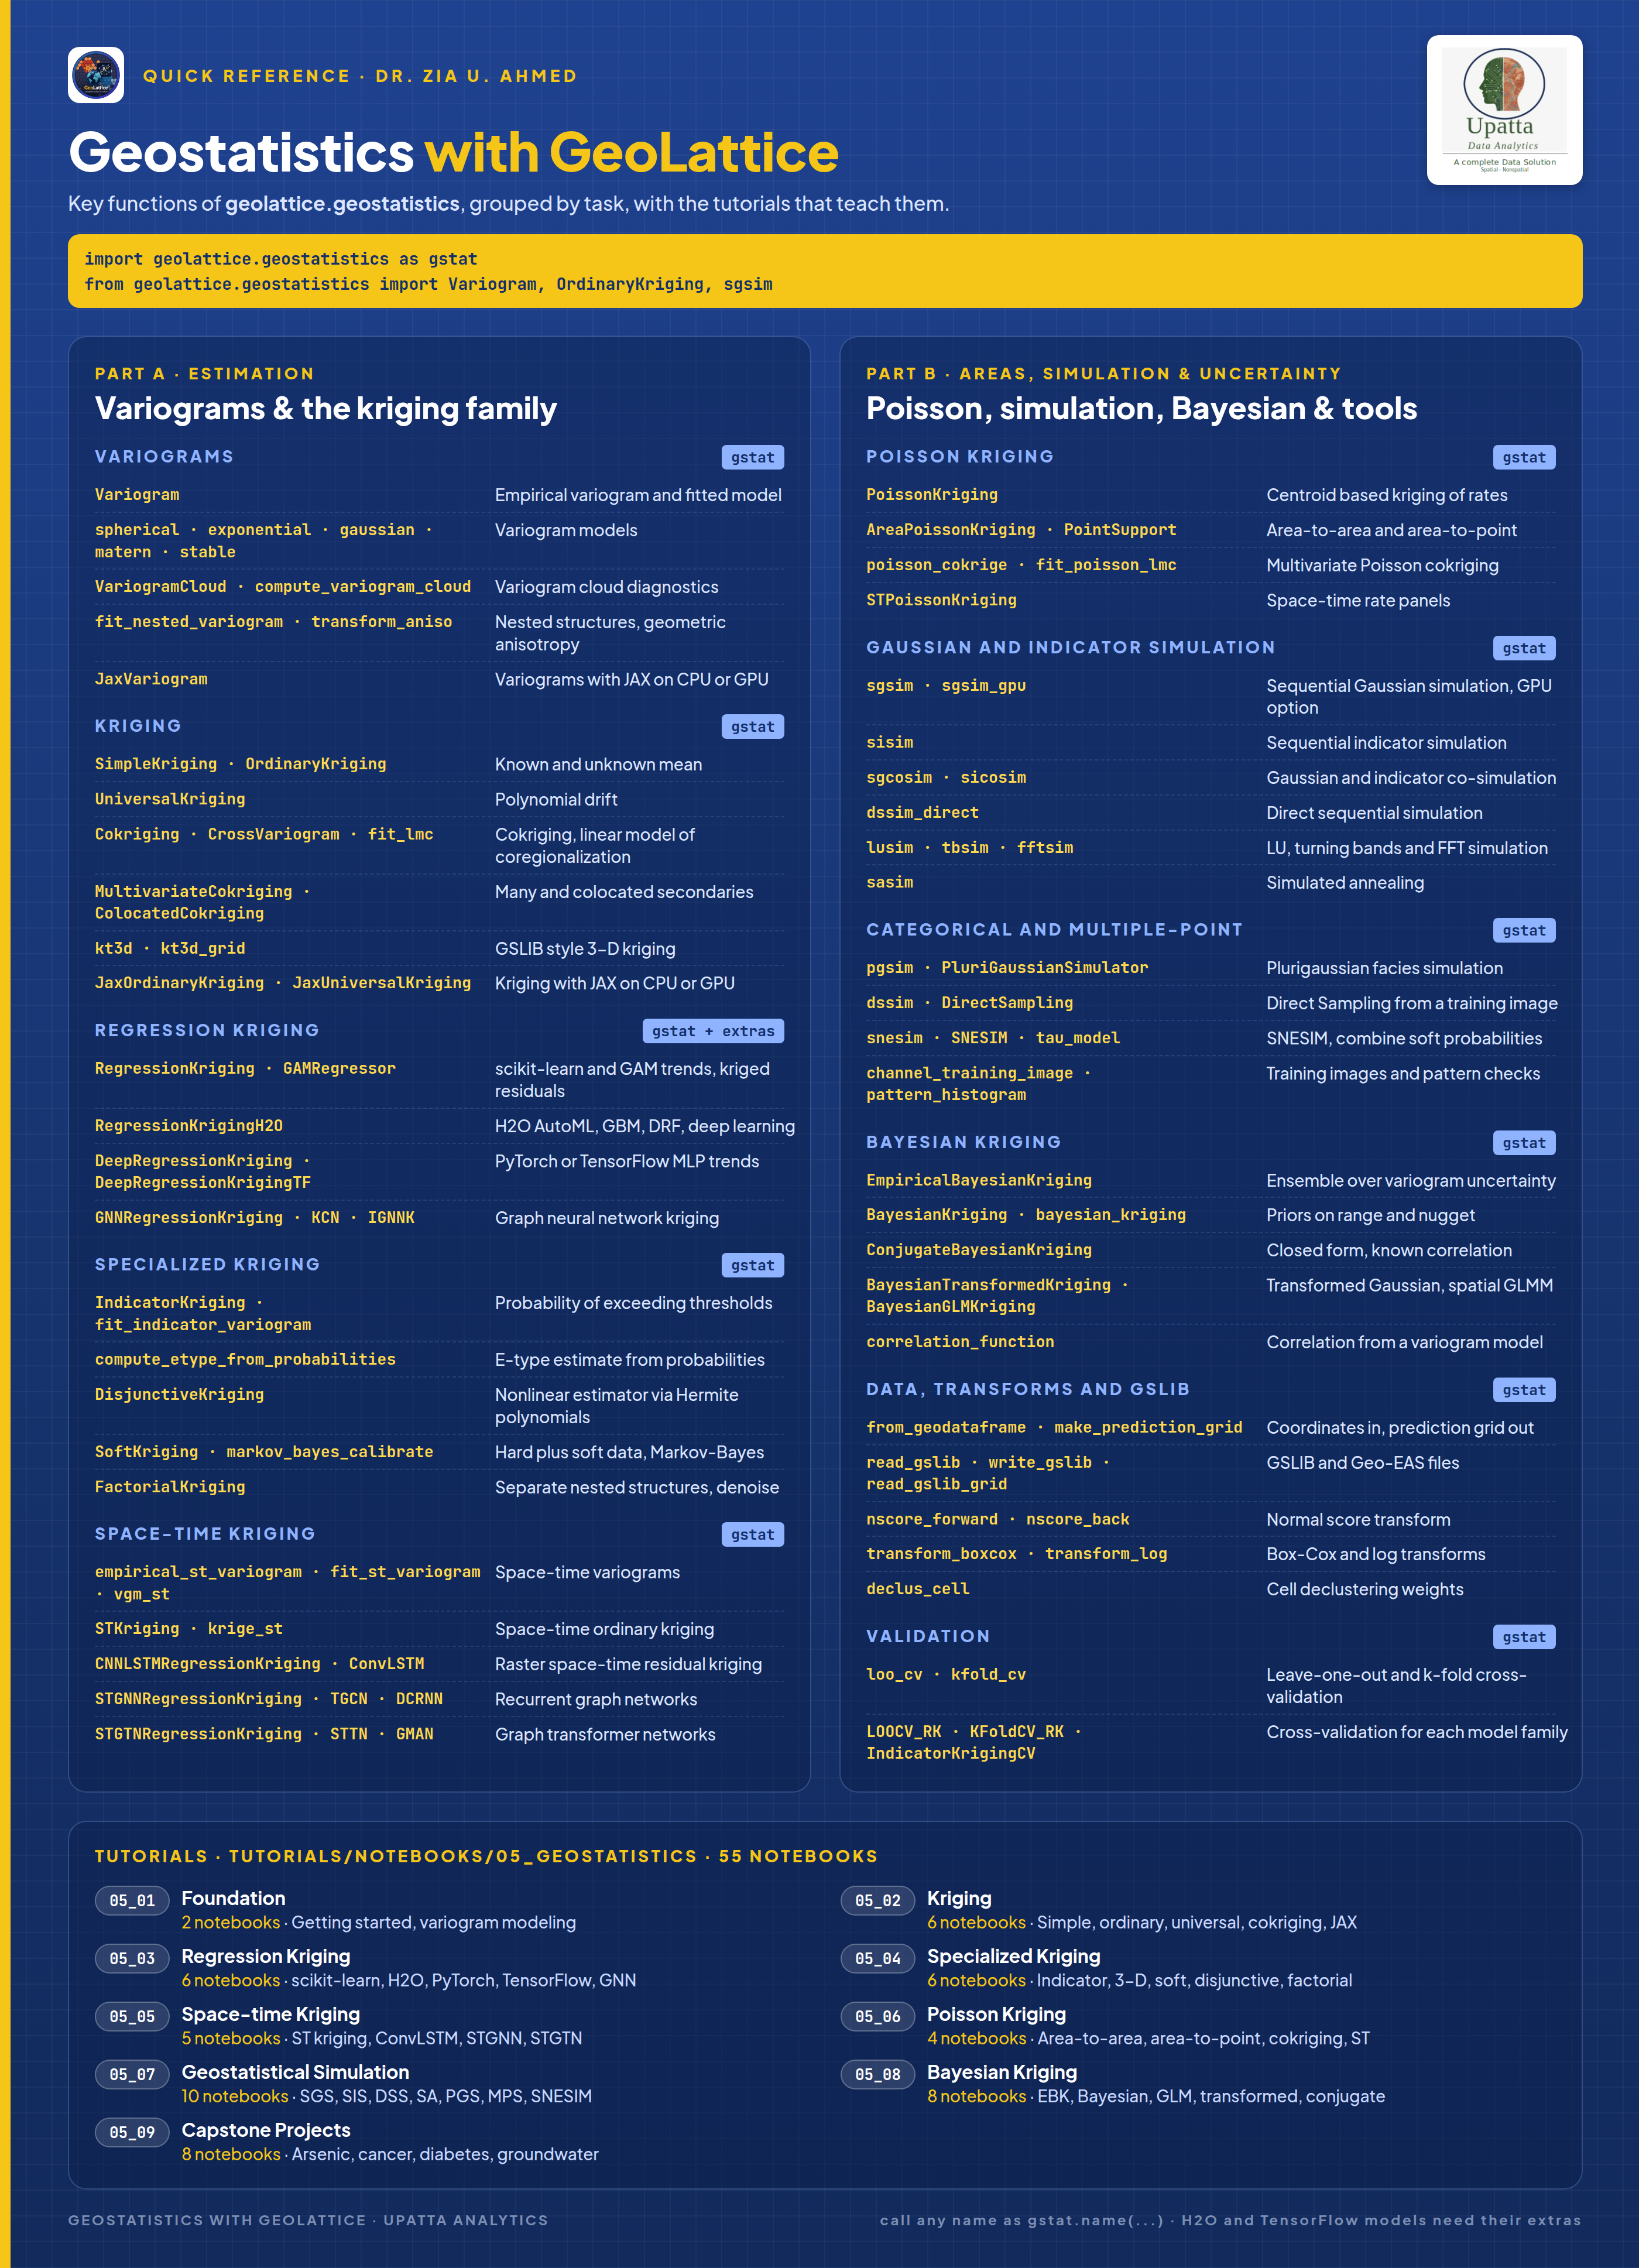 QUICK REFERENCE · DR. ZIA U. AHMED
GeoLattice
Upatta
Data Analytics
A complete Data Solution
Spatial - Nonspatial
Geostatistics with GeoLattice
Key functions of geolattice.geostatistics, grouped by task, with the tutorials that teach them.
import geolattice.geostatistics as gstat
from geolattice.geostatistics import Variogram, OrdinaryKriging, sgsim
PART A · ESTIMATION
Variograms & the kriging family
VARIOGRAMS gstat
Variogram Empirical variogram and fitted model
spherical · exponential · gaussian · Variogram models
matern · stable
VariogramCloud · compute_variogram_cloud Variogram cloud diagnostics
fit_nested_variogram · transform_aniso Nested structures, geometric
anisotropy
JaxVariogram Variograms with JAX on CPU or GPU
KRIGING gstat
SimpleKriging · OrdinaryKriging Known and unknown mean
UniversalKriging Polynomial drift
Cokriging · CrossVariogram · fit_lmc Cokriging, linear model of
coregionalization
MultivariateCokriging · Many and colocated secondaries
ColocatedCokriging
kt3d · kt3d_grid GSLIB style 3-D kriging
JaxOrdinaryKriging · JaxUniversalKriging Kriging with JAX on CPU or GPU
REGRESSION KRIGING gstat + extras
RegressionKriging · GAMRegressor scikit-learn and GAM trends, kriged
residuals
RegressionKrigingH2O H2O AutoML, GBM, DRF, deep learning
DeepRegressionKriging · PyTorch or TensorFlow MLP trends
DeepRegressionKrigingTF
GNNRegressionKriging · KCN · IGNNK Graph neural network kriging
SPECIALIZED KRIGING gstat
IndicatorKriging · Probability of exceeding thresholds
fit_indicator_variogram
compute_etype_from_probabilities E-type estimate from probabilities
DisjunctiveKriging Nonlinear estimator via Hermite
polynomials
SoftKriging · markov_bayes_calibrate Hard plus soft data, Markov-Bayes
FactorialKriging Separate nested structures, denoise
SPACE-TIME KRIGING gstat
empirical_st_variogram · fit_st_variogram Space-time variograms
· vgm_st
STKriging · krige_st Space-time ordinary kriging
CNNLSTMRegressionKriging · ConvLSTM Raster space-time residual kriging
STGNNRegressionKriging · TGCN · DCRNN Recurrent graph networks
STGTNRegressionKriging · STTN · GMAN Graph transformer networks
PART B · AREAS, SIMULATION & UNCERTAINTY
Poisson, simulation, Bayesian & tools
POISSON KRIGING gstat
PoissonKriging Centroid based kriging of rates
AreaPoissonKriging · PointSupport Area-to-area and area-to-point
poisson_cokrige · fit_poisson_lmc Multivariate Poisson cokriging
STPoissonKriging Space-time rate panels
GAUSSIAN AND INDICATOR SIMULATION gstat
sgsim · sgsim_gpu Sequential Gaussian simulation, GPU
option
sisim Sequential indicator simulation
sgcosim · sicosim Gaussian and indicator co-simulation
dssim_direct Direct sequential simulation
lusim · tbsim · fftsim LU, turning bands and FFT simulation
sasim Simulated annealing
CATEGORICAL AND MULTIPLE-POINT gstat
pgsim · PluriGaussianSimulator Plurigaussian facies simulation
dssim · DirectSampling Direct Sampling from a training image
snesim · SNESIM · tau_model SNESIM, combine soft probabilities
channel_training_image · Training images and pattern checks
pattern_histogram
BAYESIAN KRIGING gstat
EmpiricalBayesianKriging Ensemble over variogram uncertainty
BayesianKriging · bayesian_kriging Priors on range and nugget
ConjugateBayesianKriging Closed form, known correlation
BayesianTransformedKriging · Transformed Gaussian, spatial GLMM
BayesianGLMKriging
correlation_function Correlation from a variogram model
DATA, TRANSFORMS AND GSLIB gstat
from_geodataframe · make_prediction_grid Coordinates in, prediction grid out
read_gslib · write_gslib · GSLIB and Geo-EAS files
read_gslib_grid
nscore_forward · nscore_back Normal score transform
transform_boxcox · transform_log Box-Cox and log transforms
declus_cell Cell declustering weights
VALIDATION gstat
loo_cv · kfold_cv Leave-one-out and k-fold cross-
validation
LOOCV_RK · KFoldCV_RK · Cross-validation for each model family
IndicatorKrigingCV
TUTORIALS · TUTORIALS/NOTEBOOKS/05_GEOSTATISTICS · 55 NOTEBOOKS
05_01 Foundation
2 notebooks · Getting started, variogram modeling
05_02 Kriging
6 notebooks · Simple, ordinary, universal, cokriging, JAX
05_03 Regression Kriging
6 notebooks · scikit-learn, H2O, PyTorch, TensorFlow, GNN
05_04 Specialized Kriging
6 notebooks · Indicator, 3-D, soft, disjunctive, factorial
05_05 Space-time Kriging
5 notebooks · ST kriging, ConvLSTM, STGNN, STGTN
05_06 Poisson Kriging
4 notebooks · Area-to-area, area-to-point, cokriging, ST
05_07 Geostatistical Simulation
10 notebooks · SGS, SIS, DSS, SA, PGS, MPS, SNESIM
05_08 Bayesian Kriging
8 notebooks · EBK, Bayesian, GLM, transformed, conjugate
05_09 Capstone Projects
8 notebooks · Arsenic, cancer, diabetes, groundwater
GEOSTATISTICS WITH GEOLATTICE · UPATTA ANALYTICS
call any name as gstat.name(...) · H2O and TensorFlow models need their extras